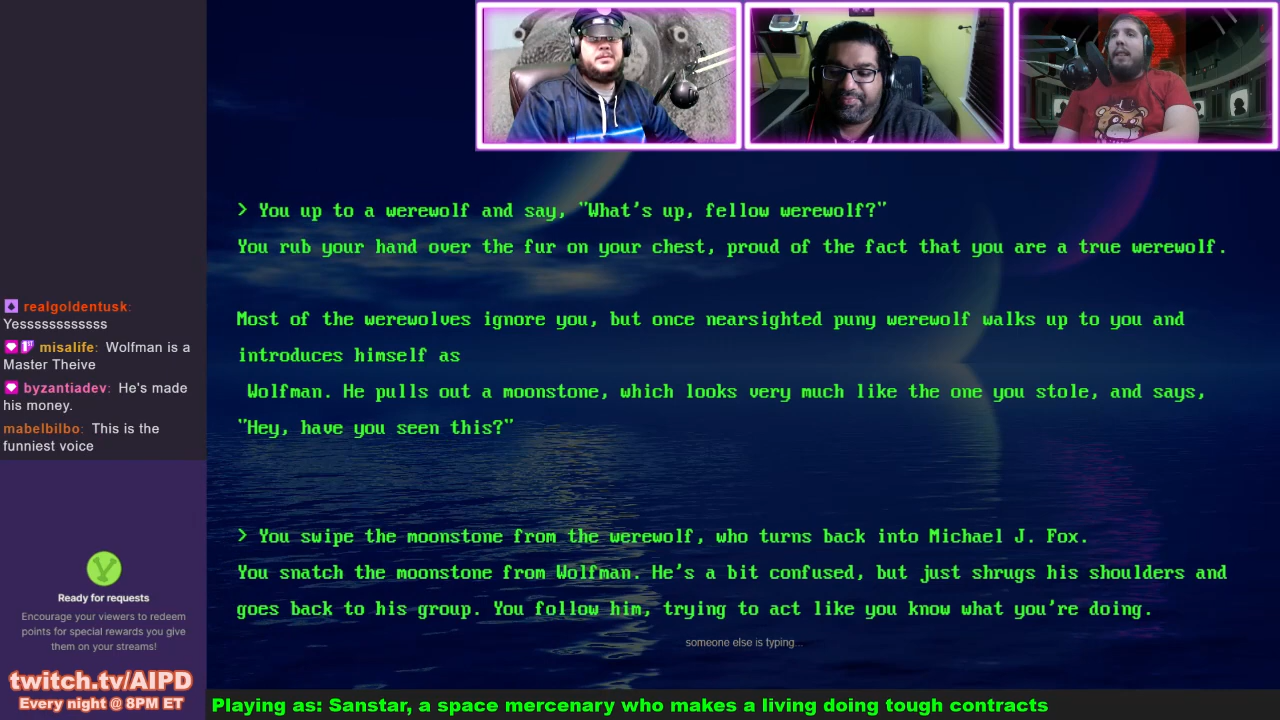 > You up to a werewolf and say, "What's up, fellow werewolf?"
You rub your hand over the fur on your chest, proud of the fact that you are a true werewolf.
Most of the werewolves ignore you, but once nearsighted puny werewolf walks up to you and
introduces himself as
Wolfman. He pulls out a moonstone, which looks very much like the one you stole, and says,
"Hey, have you seen this?"
> You swipe the moonstone from the werewolf, who turns back into Michael J. Fox.
You snatch the moonstone from Wolfman. He's a bit confused, but just shrugs his shoulders and
goes back to his group. You follow him, trying to act like you know what you're doing.
someone else is typing...
realgoldentusk:
Yesssssssssssss
1ST misalife: Wolfman is a
Master Theive
byzantiadev: He's made
his money.
mabelbilbo: This is the
funniest voice
Ready for requests
Encourage your viewers to redeem
points for special rewards you give
them on your streams!
twitch.tv/AIPD
Every night @ 8PM ET
Playing as: Sanstar, a space mercenary who makes a living doing tough contracts